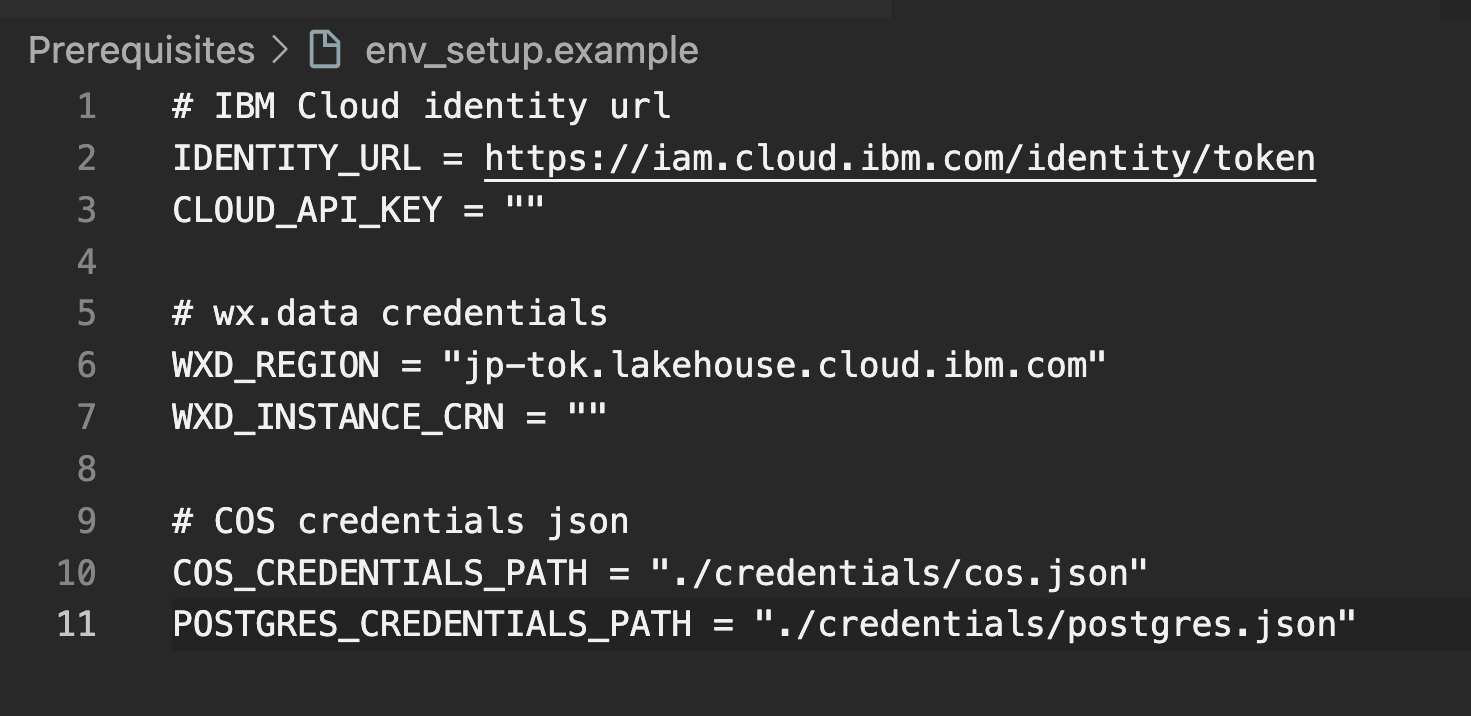 Prerequisites > env_setup.example
1 # IBM Cloud identity url
2 IDENTITY_URL = https://iam.cloud.ibm.com/identity/token
3 CLOUD_API_KEY = ""
4
5 # wx.data credentials
6 WXD_REGION = "jp-tok.lakehouse.cloud.ibm.com"
7 WXD_INSTANCE_CRN = ""
8
9 # COS credentials json
10 COS_CREDENTIALS_PATH = "./credentials/cos.json"
11 POSTGRES_CREDENTIALS_PATH = "./credentials/postgres.json"